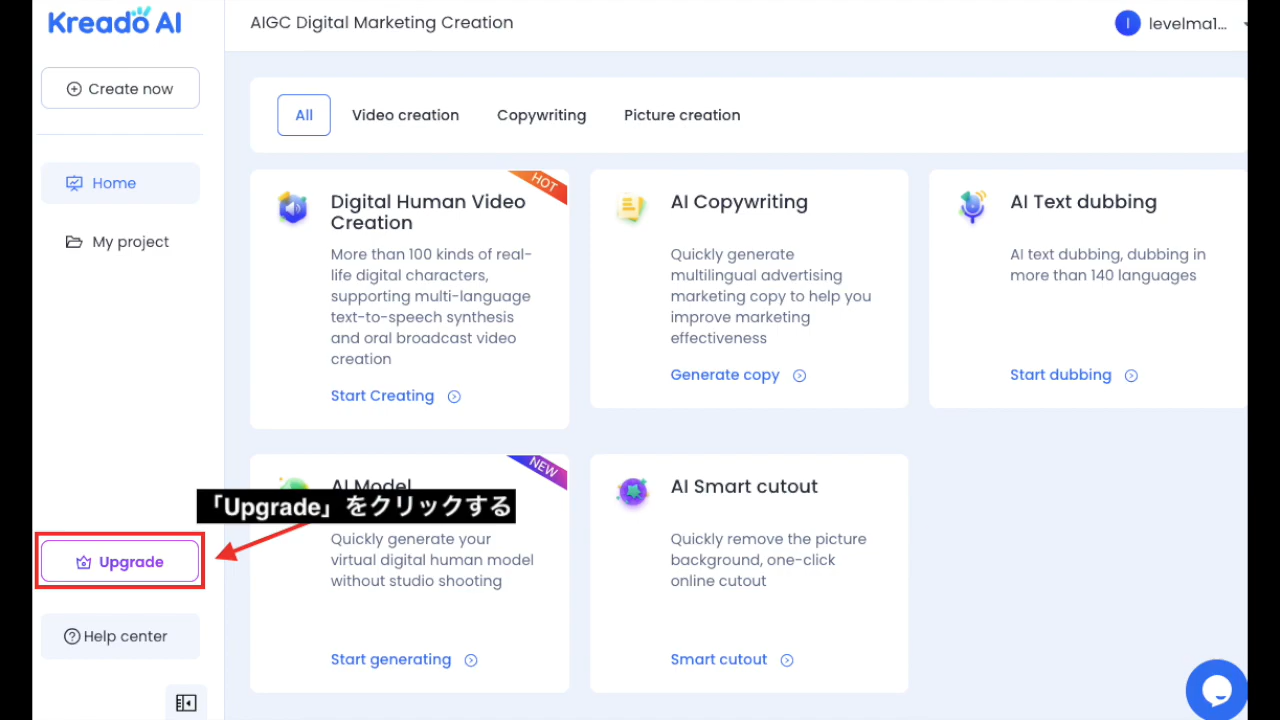 Kreado AI
AIGC Digital Marketing Creation
levelma1...
Create now
Home
My project
All
Video creation
Copywriting
Picture creation
HOT
Digital Human Video
Creation
More than 100 kinds of real-
life digital characters,
supporting multi-language
text-to-speech synthesis
and oral broadcast video
creation
Start Creating
AI Copywriting
Quickly generate
multilingual advertising
marketing copy to help you
improve marketing
effectiveness
Generate copy
AI Text dubbing
AI text dubbing, dubbing in
more than 140 languages
Start dubbing
NEW
AI Model
「Upgrade」をクリックする
Quickly generate your
virtual digital human model
without studio shooting
Start generating
AI Smart cutout
Quickly remove the picture
background, one-click
online cutout
Smart cutout
Upgrade
Help center